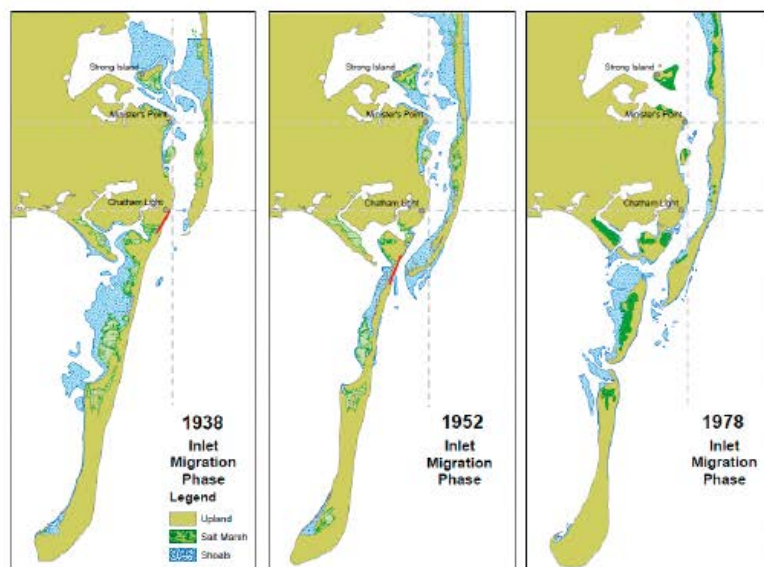 Strong Island
Minister's Point
Chatham Light
1938
Inlet
Migration
Phase
Legend
Upland
Salt Marsh
Shoals
Strong Island
Minister's Point
Chatham Light
1952
Inlet
Migration
Phase
Strong Island
Minister's Point
Chatham Light
1978
Inlet
Migration
Phase